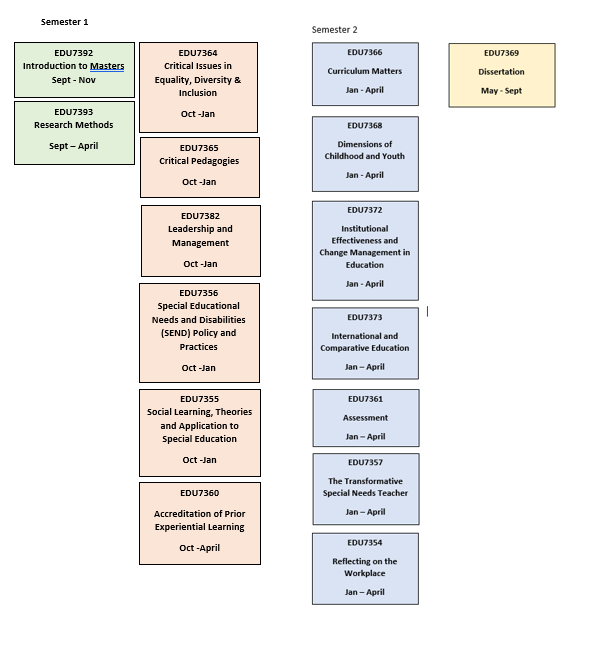 Semester 1
EDU7392
Introduction to Masters
Sept - Nov
EDU7393
Research Methods
Sept – April
EDU7364
Critical Issues in
Equality, Diversity &
Inclusion
Oct -Jan
EDU7365
Critical Pedagogies
Oct -Jan
EDU7382
Leadership and
Management
Oct -Jan
EDU7356
Special Educational
Needs and Disabilities
(SEND) Policy and
Practices
Oct -Jan
EDU7355
Social Learning, Theories
and Application to
Special Education
Oct -Jan
EDU7360
Accreditation of Prior
Experiential Learning
Oct -April
Semester 2
EDU7366
Curriculum Matters
Jan - April
EDU7368
Dimensions of
Childhood and Youth
Jan - April
EDU7372
Institutional
Effectiveness and
Change Management in
Education
Jan - April
EDU7373
International and
Comparative Education
Jan – April
EDU7361
Assessment
Jan – April
EDU7357
The Transformative
Special Needs Teacher
Jan – April
EDU7354
Reflecting on the
Workplace
Jan – April
EDU7369
Dissertation
May - Sept